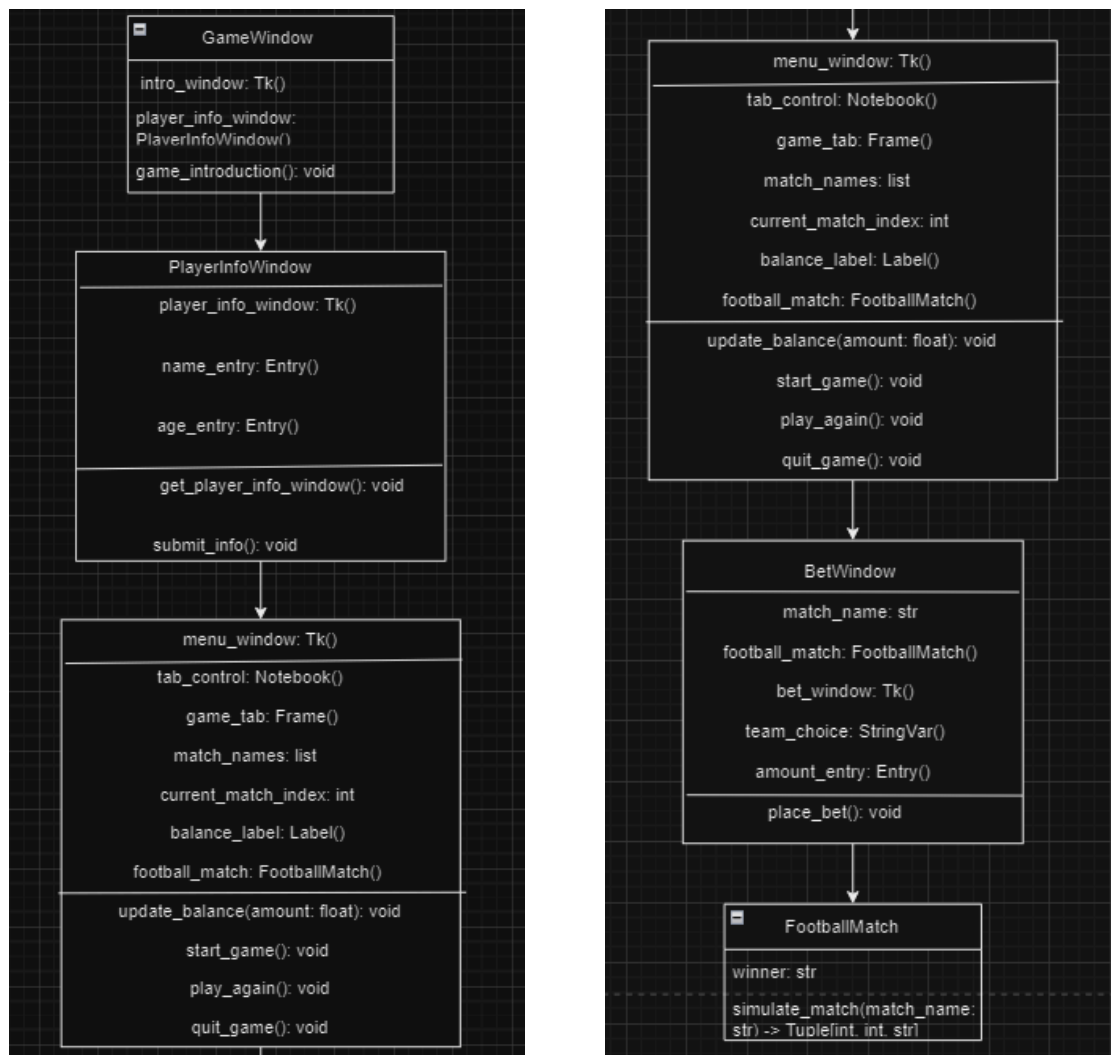 GameWindow
intro_window: Tk()
player_info_window:
PlayerInfoWindow()
game_introduction(): void
PlayerInfoWindow
player_info_window: Tk()
name_entry: Entry()
age_entry: Entry()
get_player_info_window(): void
submit_info(): void
menu_window: Tk()
tab_control: Notebook()
game_tab: Frame()
match_names: list
current_match_index: int
balance_label: Label()
football_match: FootballMatch()
update_balance(amount: float): void
start_game(): void
play_again(): void
quit_game(): void
menu_window: Tk()
tab_control: Notebook()
game_tab: Frame()
match_names: list
current_match_index: int
balance_label: Label()
football_match: FootballMatch()
update_balance(amount: float): void
start_game(): void
play_again(): void
quit_game(): void
BetWindow
match_name: str
football_match: FootballMatch()
bet_window: Tk()
team_choice: StringVar()
amount_entry: Entry()
place_bet(): void
FootballMatch
winner: str
simulate_match(match_name:
str) -> Tuple[int, int, str]